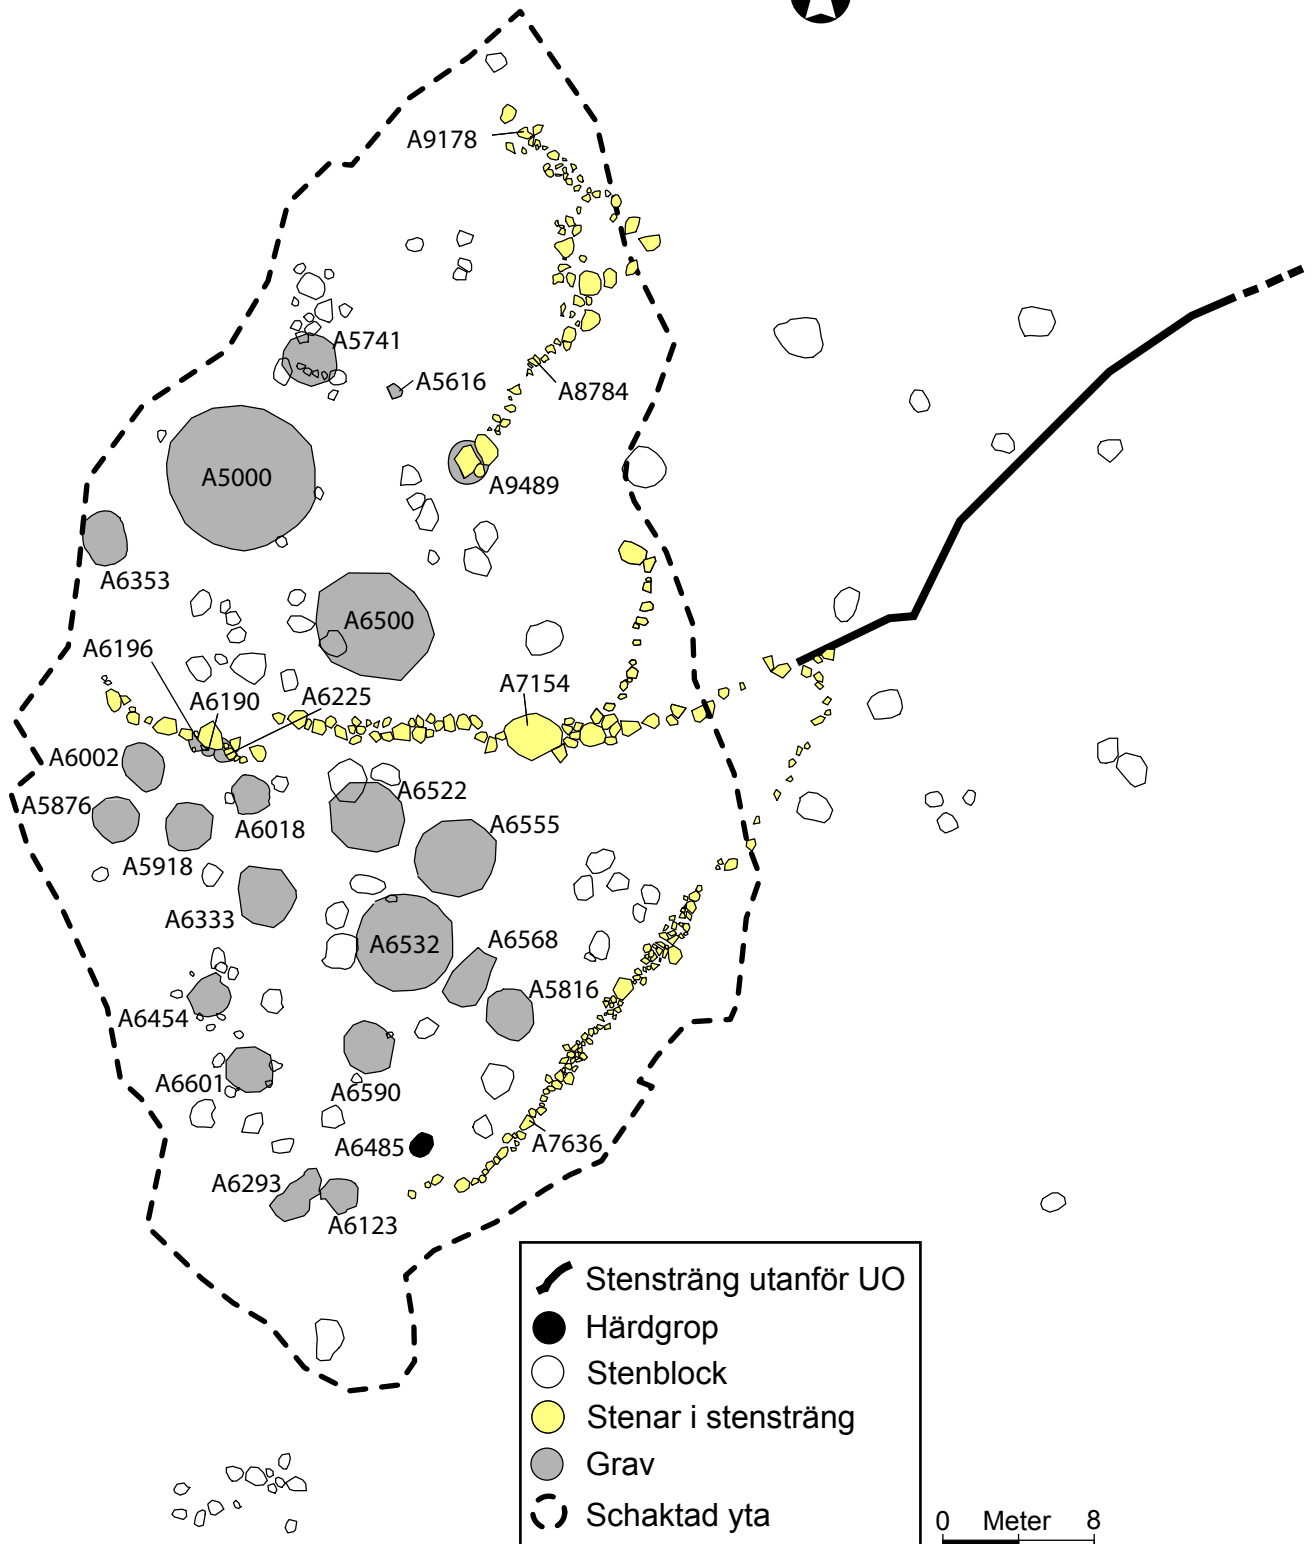 A9178
A5741
A5616
A8784
A5000
A9489
A6353
A6500
A6196
A6190
A6225
A7154
A6002
A6522
A5876
A6018
A6555
A5918
A6333
A6532
A6568
A5816
A6454
A6601
A6590
A6485
A7636
A6293
A6123
Stensträng utanför UO
Härdgrop
Stenblock
Stenar i stensträng
Grav
Schaktad yta
0 Meter 8